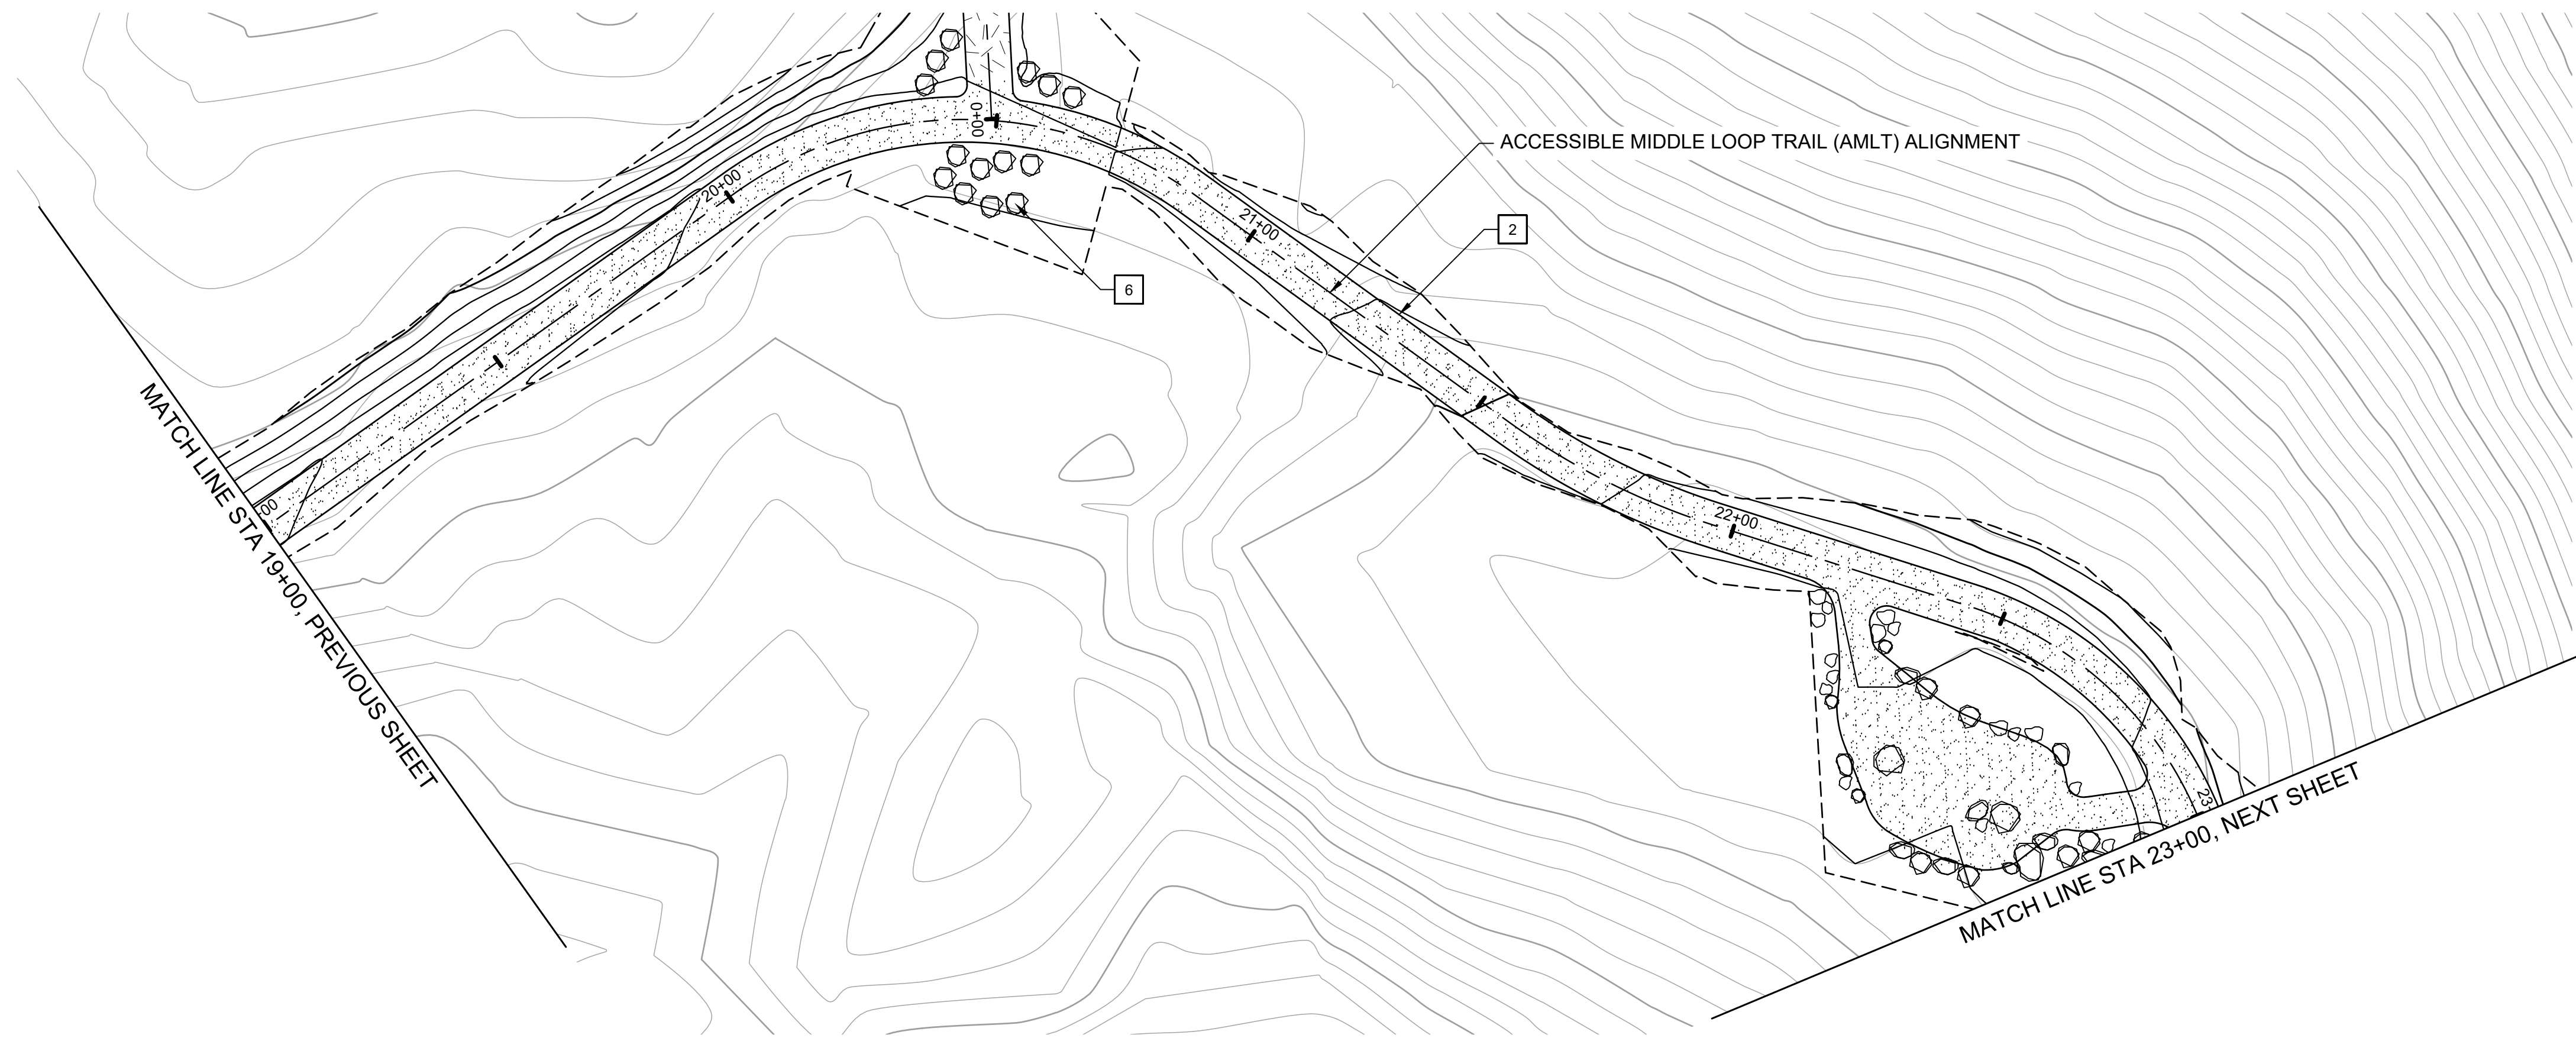 0+00
ACCESSIBLE MIDDLE LOOP TRAIL (AMLT) ALIGNMENT
20+00
21+00
2
6
00
MATCH LINE STA 19+00, PREVIOUS SHEET
22+00
23
MATCH LINE STA 23+00, NEXT SHEET